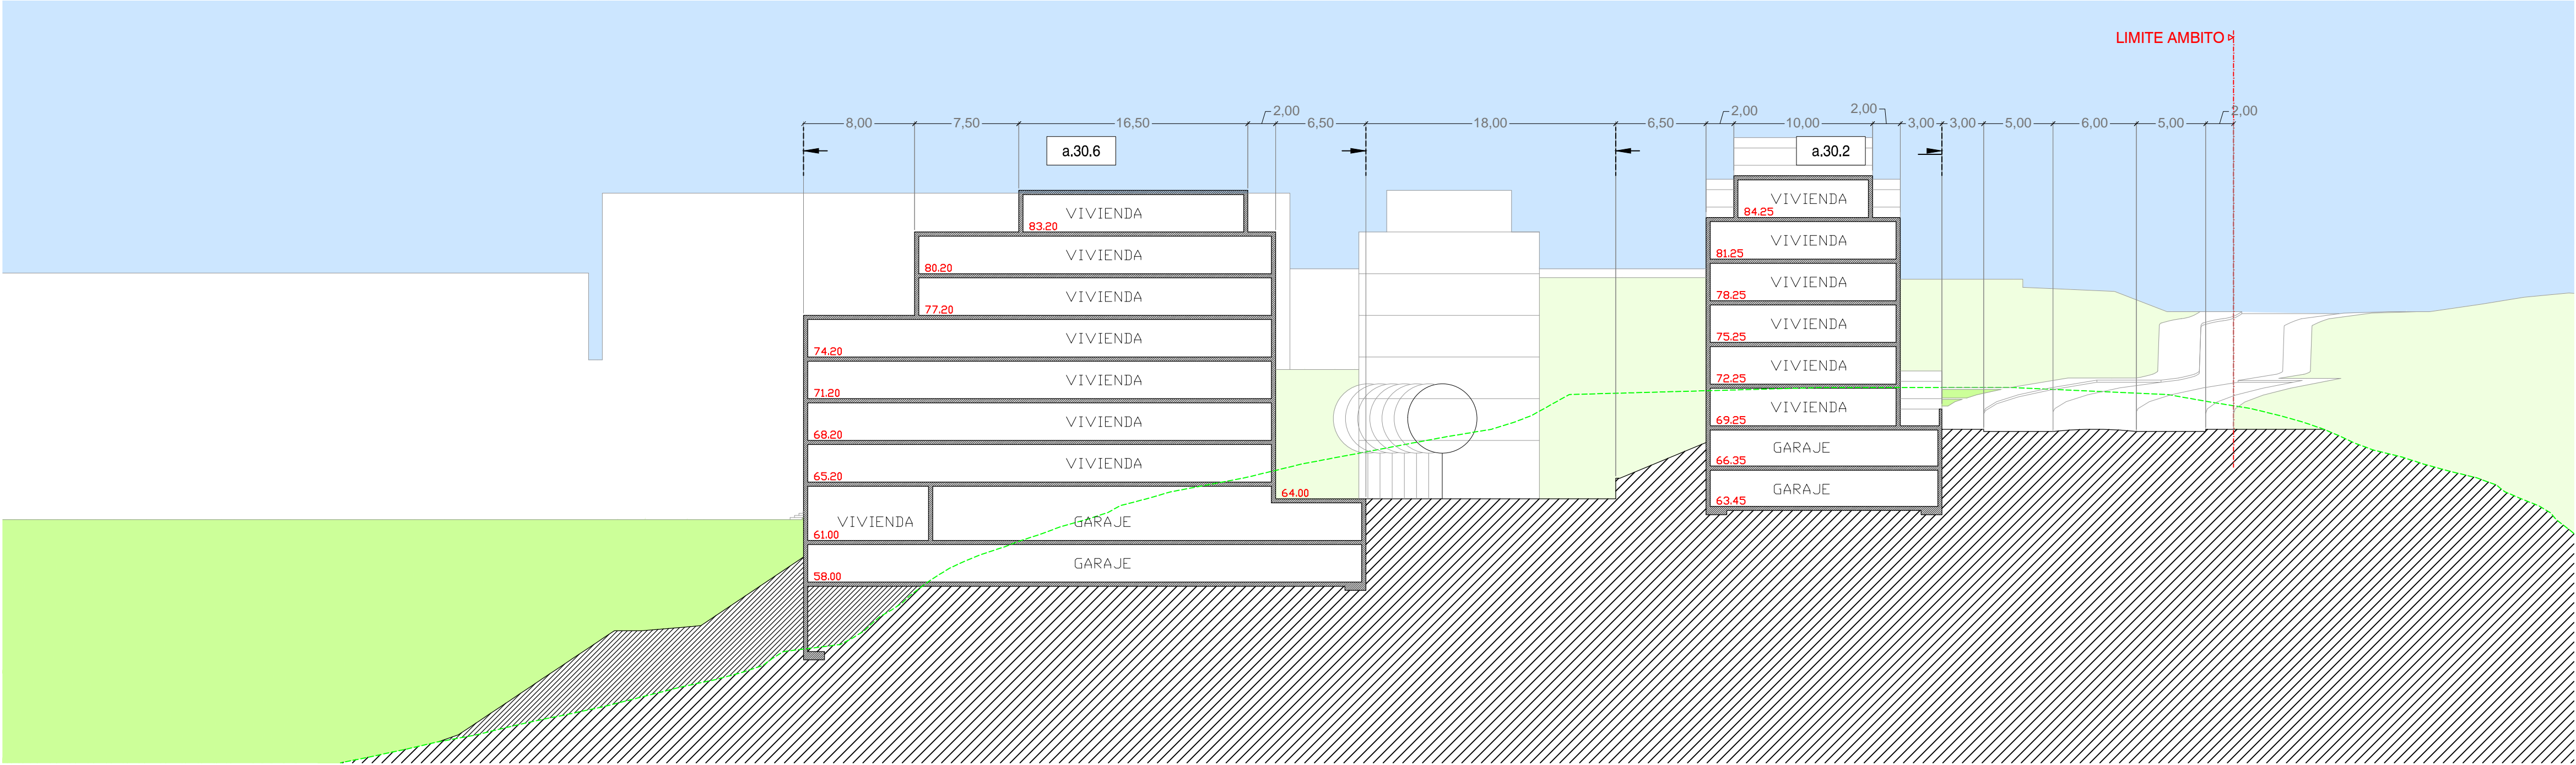 LIMITE AMBITO
8,00 7,50 16,50 2,00 6,50 18,00 6,50 2,00 10,00 2,00 3,00 3,00 5,00 6,00 5,00 2,00
a.30.6 a.30.2
VIVIENDA
83.20
VIVIENDA
80.20
VIVIENDA
77.20
VIVIENDA
74.20
VIVIENDA
71.20
VIVIENDA
68.20
VIVIENDA
65.20
64.00
VIVIENDA GARAJE
61.00
GARAJE
58.00
VIVIENDA
84.25
VIVIENDA
81.25
VIVIENDA
78.25
VIVIENDA
75.25
VIVIENDA
72.25
VIVIENDA
69.25
GARAJE
66.35
GARAJE
63.45